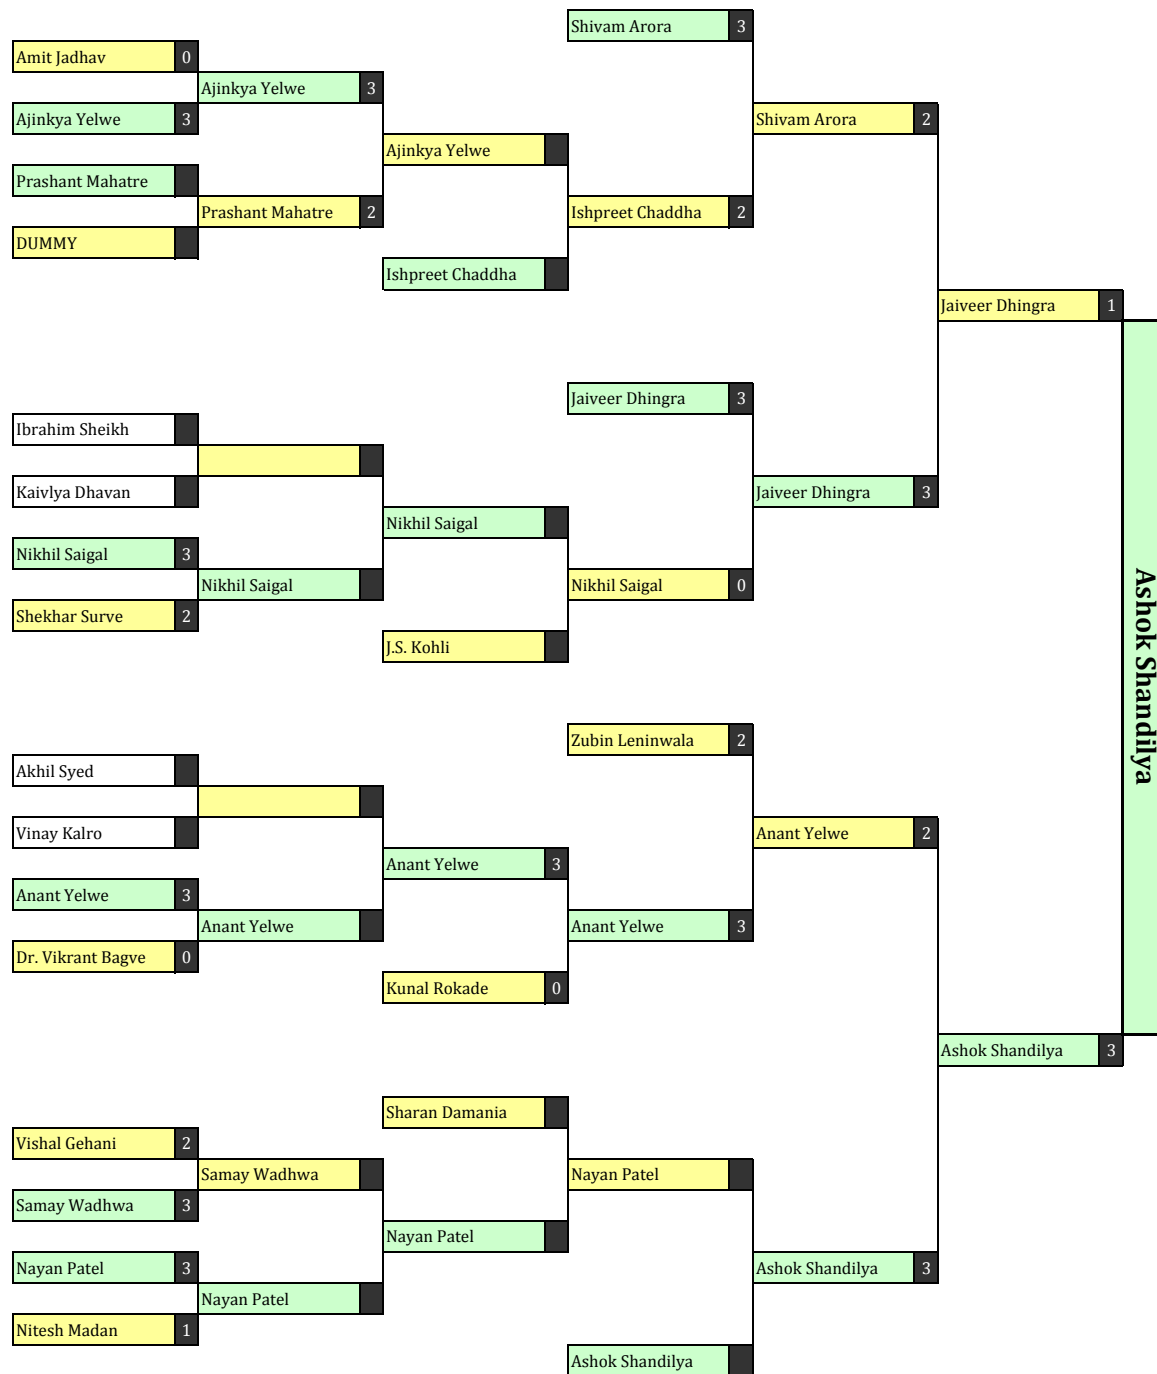 Shivam Arora 3
Amit Jadhav 0
Ajinkya Yelwe 3
Ajinkya Yelwe 3
Shivam Arora 2
Ajinkya Yelwe
Prashant Mahatre
Prashant Mahatre 2
Ishpreet Chaddha 2
DUMMY
Ishpreet Chaddha
Jaiveer Dhingra 1
Jaiveer Dhingra 3
Ibrahim Sheikh
Kaivlya Dhavan
Jaiveer Dhingra 3
Nikhil Saigal
Nikhil Saigal 3
Nikhil Saigal
Nikhil Saigal 0
Shekhar Surve 2
J.S. Kohli
Ashok Shandilya
Zubin Leninwala 2
Akhil Syed
Vinay Kalro
Anant Yelwe 2
Anant Yelwe 3
Anant Yelwe 3
Anant Yelwe
Anant Yelwe 3
Dr. Vikrant Bagve 0
Kunal Rokade 0
Ashok Shandilya 3
Sharan Damania
Vishal Gehani 2
Samay Wadhwa
Nayan Patel
Samay Wadhwa 3
Nayan Patel
Nayan Patel 3
Ashok Shandilya 3
Nayan Patel
Nitesh Madan 1
Ashok Shandilya